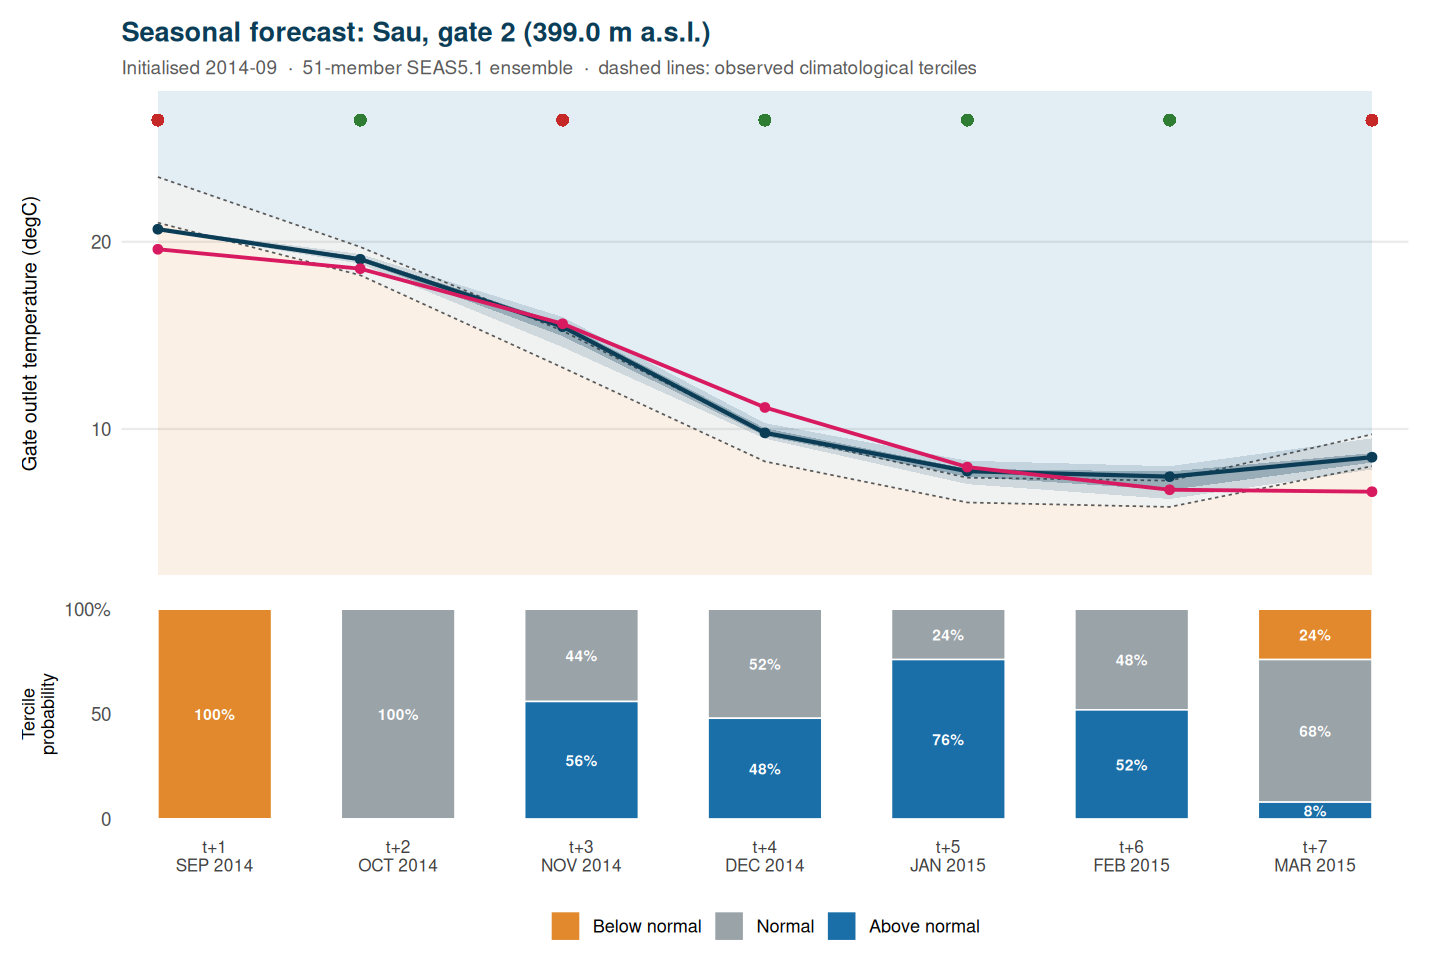 Seasonal forecast: Sau, gate 2 (399.0 m a.s.l.)
Initialised 2014-09 · 51-member SEAS5.1 ensemble · dashed lines: observed climatological terciles
Gate outlet temperature (degC)
20
10
100%
50
0
Tercile
probability
100%
100%
44%
56%
52%
48%
24%
76%
48%
52%
24%
68%
8%
t+1
SEP 2014
t+2
OCT 2014
t+3
NOV 2014
t+4
DEC 2014
t+5
JAN 2015
t+6
FEB 2015
t+7
MAR 2015
Below normal
Normal
Above normal